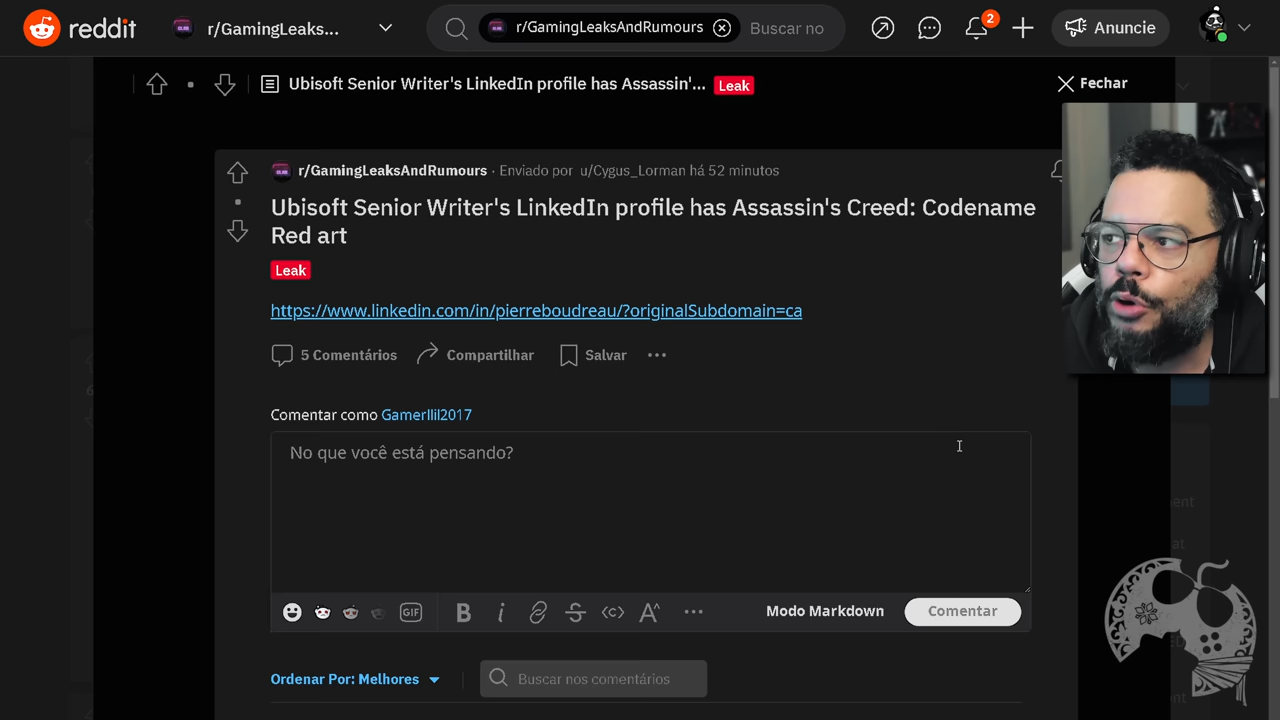 reddit
r/GamingLeaks...
r/GamingLeaksAndRumours
Buscar no
2
Anuncie
Ubisoft Senior Writer's LinkedIn profile has Assassin'...
Leak
Fechar
r/GamingLeaksAndRumours · Enviado por u/Cygus_Lorman há 52 minutos
Ubisoft Senior Writer's LinkedIn profile has Assassin's Creed: Codename
Red art
Leak
https://www.linkedin.com/in/pierreboudreau/?originalSubdomain=ca
5 Comentários
Compartilhar
Salvar
Comentar como GamerIlil2017
No que você está pensando?
GIF
B
i
Modo Markdown
Comentar
Ordenar Por: Melhores
Buscar nos comentários